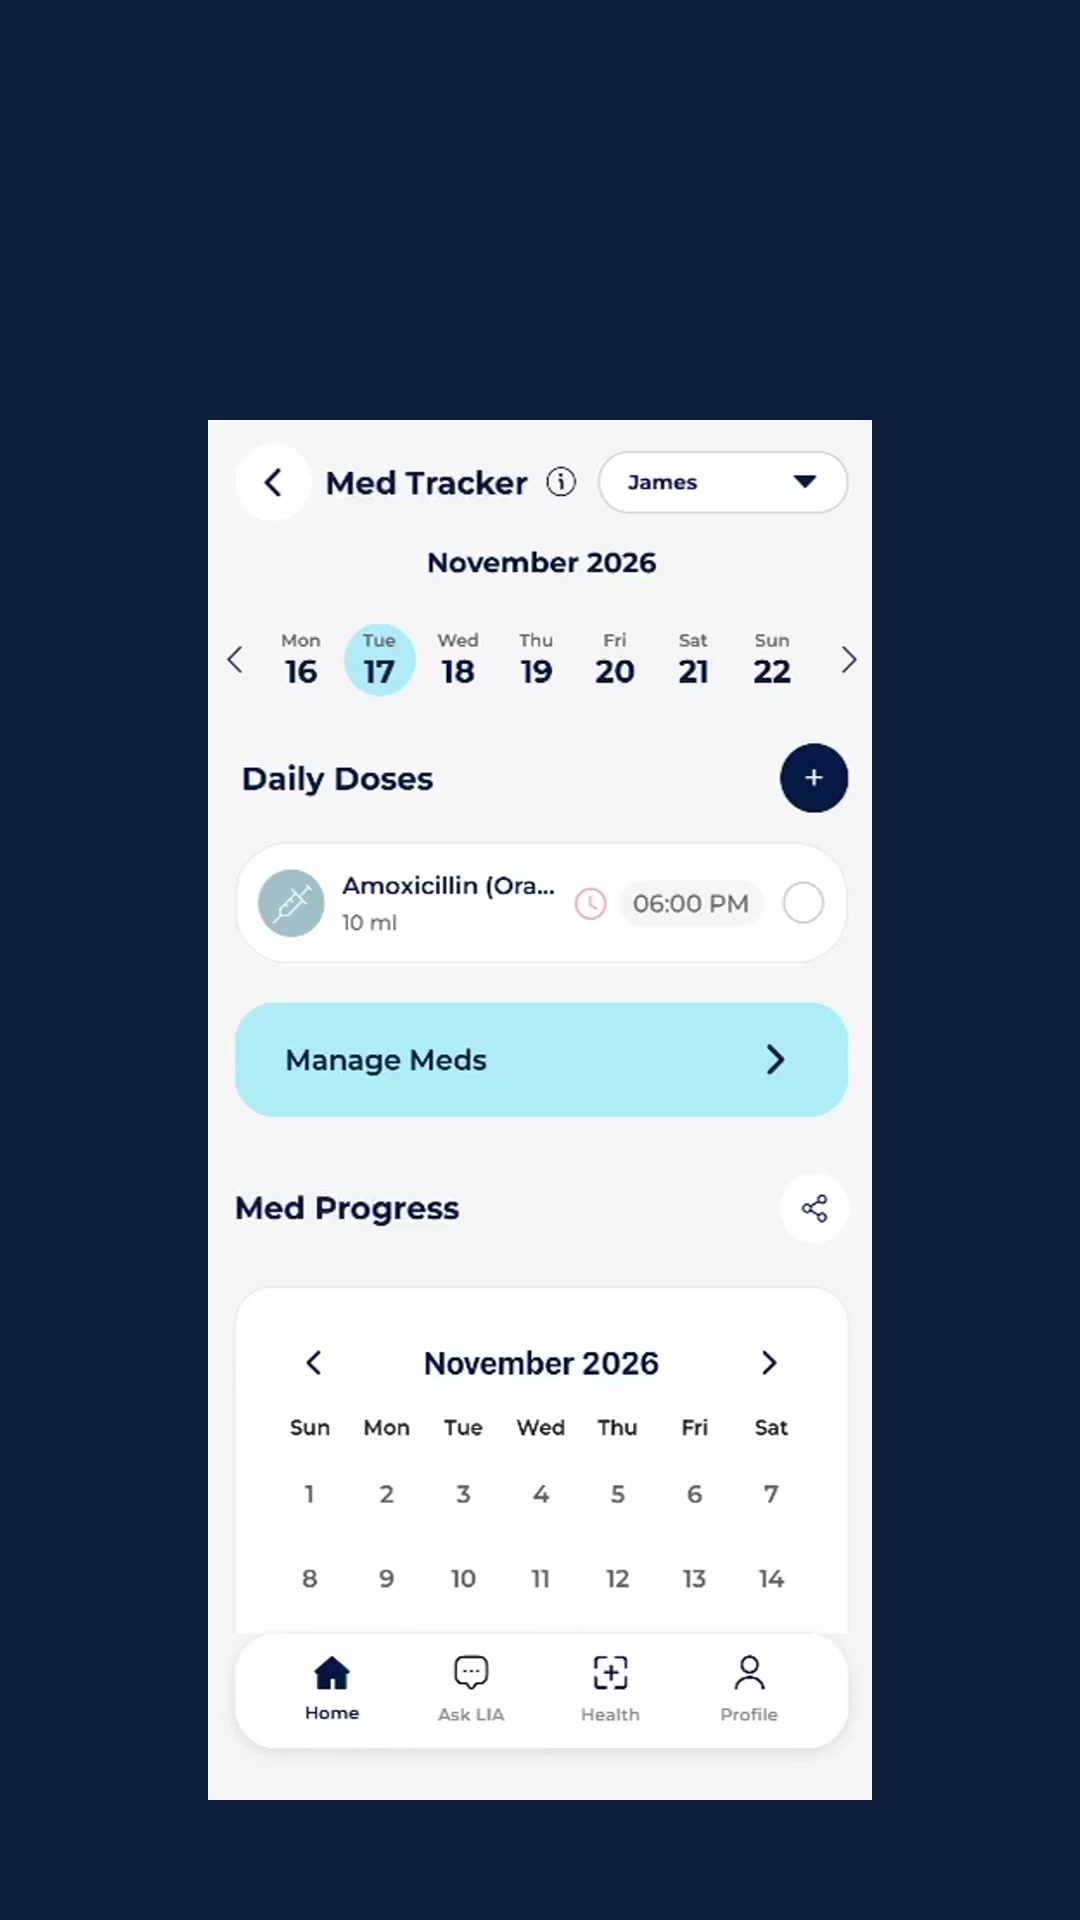 Med Tracker
James
November 2026
Mon Tue Wed Thu Fri Sat Sun
16 17 18 19 20 21 22
Daily Doses
Amoxicillin (Ora...
10 ml
06:00 PM
Manage Meds
Med Progress
November 2026
Sun Mon Tue Wed Thu Fri Sat
1 2 3 4 5 6 7
8 9 10 11 12 13 14
Home Ask LIA Health Profile